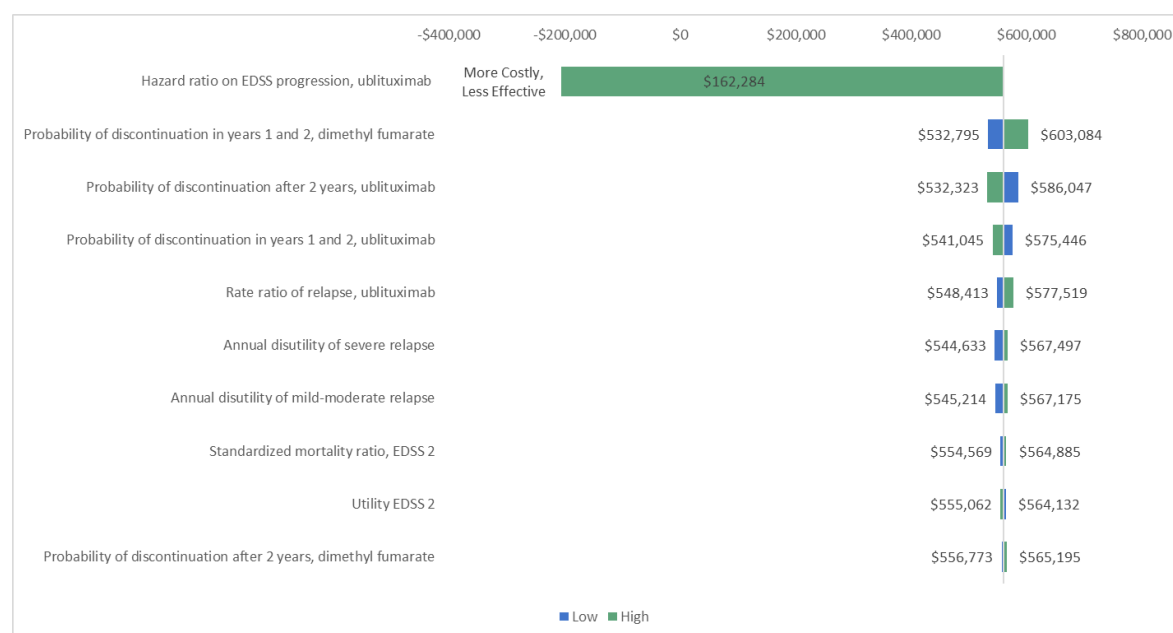 -$400,000 -$200,000 $0 $200,000 $400,000 $600,000 $800,000
Hazard ratio on EDSS progression, ublituximab
More Costly,
Less Effective
$162,284
Probability of discontinuation in years 1 and 2, dimethyl fumarate $532,795 $603,084
Probability of discontinuation after 2 years, ublituximab $532,323 $586,047
Probability of discontinuation in years 1 and 2, ublituximab $541,045 $575,446
Rate ratio of relapse, ublituximab $548,413 $577,519
Annual disutility of severe relapse $544,633 $567,497
Annual disutility of mild-moderate relapse $545,214 $567,175
Standardized mortality ratio, EDSS 2 $554,569 $564,885
Utility EDSS 2 $555,062 $564,132
Probability of discontinuation after 2 years, dimethyl fumarate $556,773 $565,195
Low High